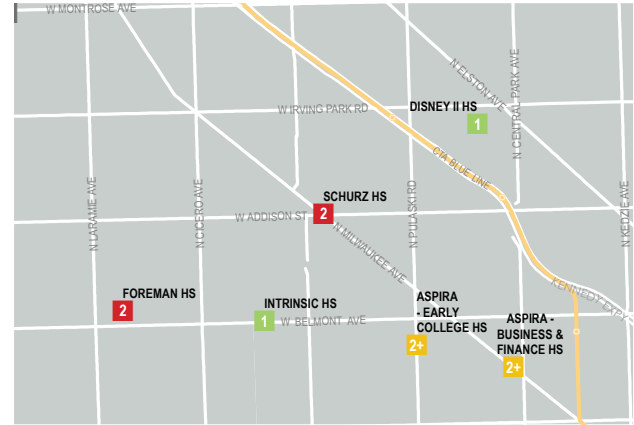 W MONTROSE AVE
N ELSTON AVE
N CENTRAL PARK AVE
W IRVING PARK RD
DISNEY II HS
1
CTA BLUE LINE
N LARAMIE AVE
N CICERO AVE
SCHURZ HS
W ADDISON ST
2
N PULASKI RD
N KEDZIE AVE
N MILWAUKEE AVE
KENNEDY EXPY
FOREMAN HS
2
INTRINSIC HS
1
W BELMONT AVE
ASPIRA
- EARLY
COLLEGE HS
2+
ASPIRA -
BUSINESS &
FINANCE HS
2+